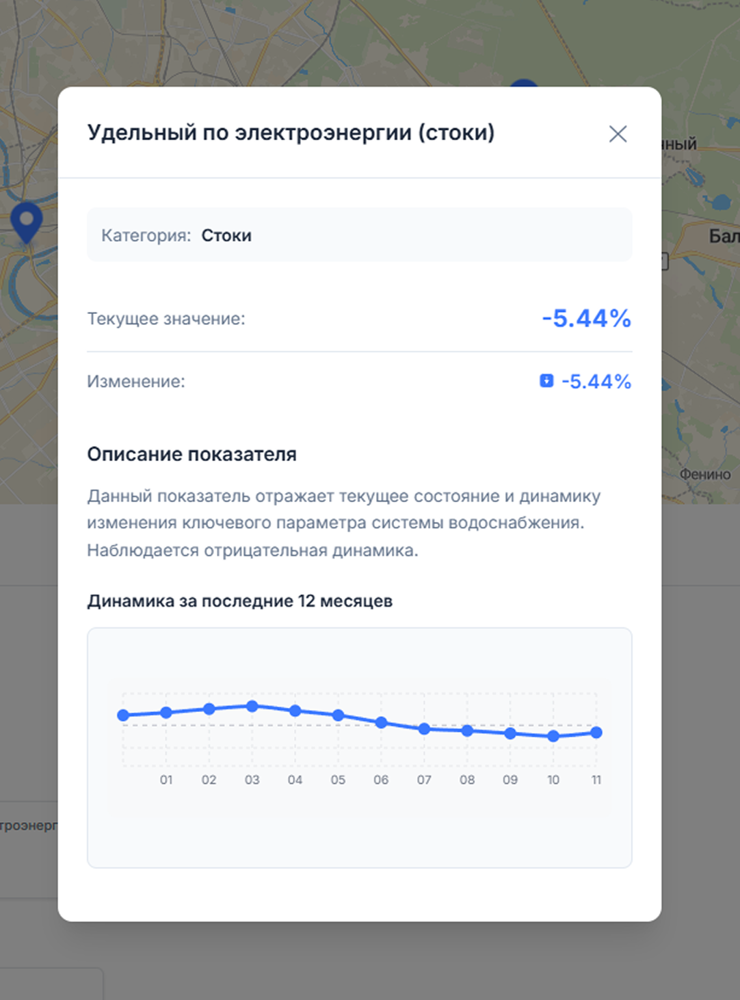 Удельный по электроэнергии (стоки)
Категория: Стоки
Текущее значение: -5.44%
Изменение: -5.44%
Описание показателя
Данный показатель отражает текущее состояние и динамику
изменения ключевого параметра системы водоснабжения.
Наблюдается отрицательная динамика.
Динамика за последние 12 месяцев
01 02 03 04 05 06 07 08 09 10 11
ный
Бал
Фенино
троэнерг